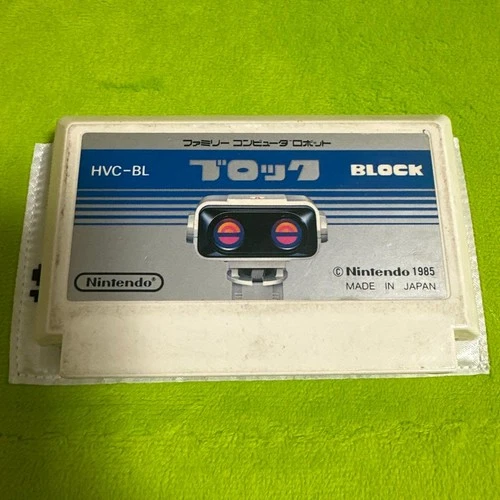 ファミリー コンピュータ ロボット
HVC-BL ブロック BLOCK
Nintendo®
© Nintendo 1985
MADE IN JAPAN